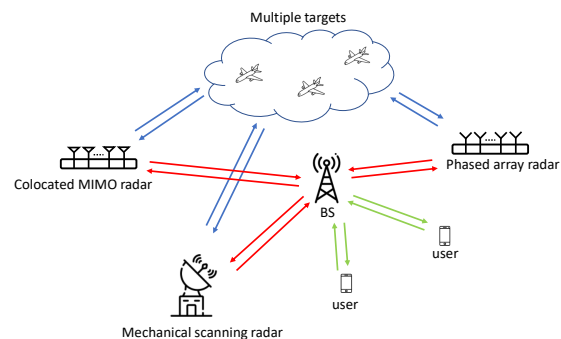 Multiple targets
Colocated MIMO radar
Phased array radar
BS
user
user
Mechanical scanning radar